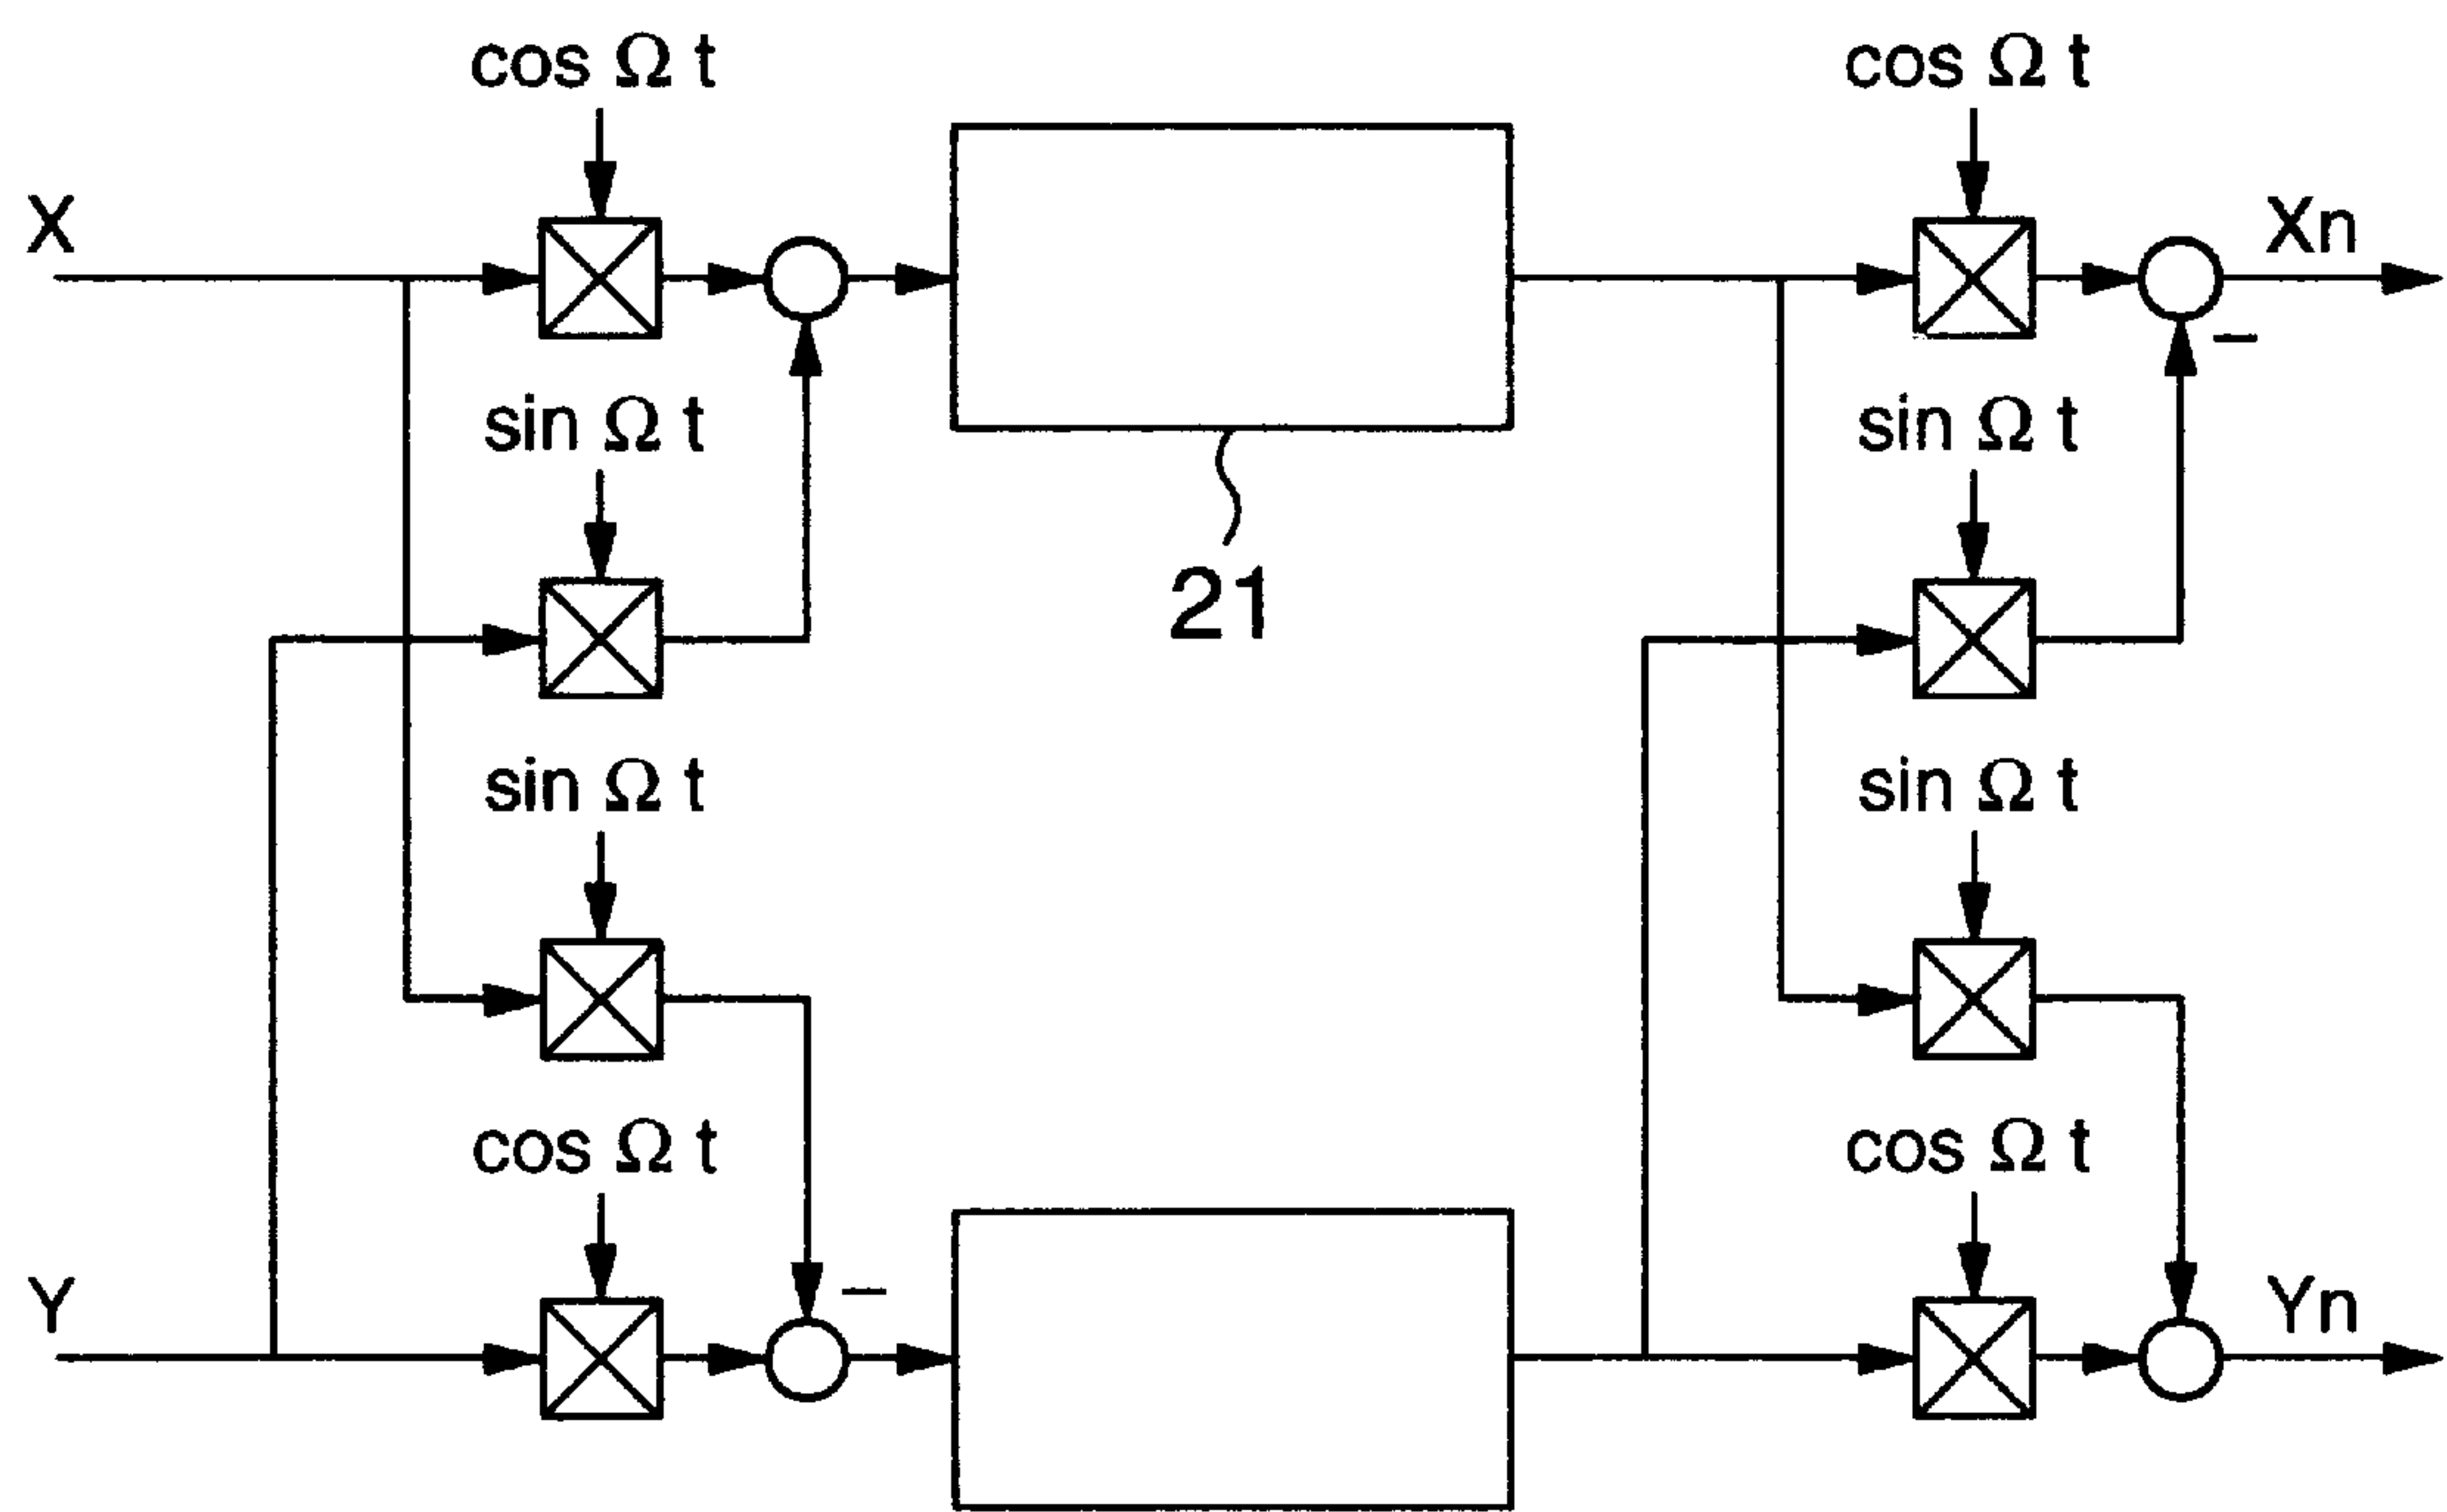 cos Ω t
cos Ω t
X
Xn
–
sin Ω t
sin Ω t
21
sin Ω t
sin Ω t
cos Ω t
cos Ω t
Y
–
Yn